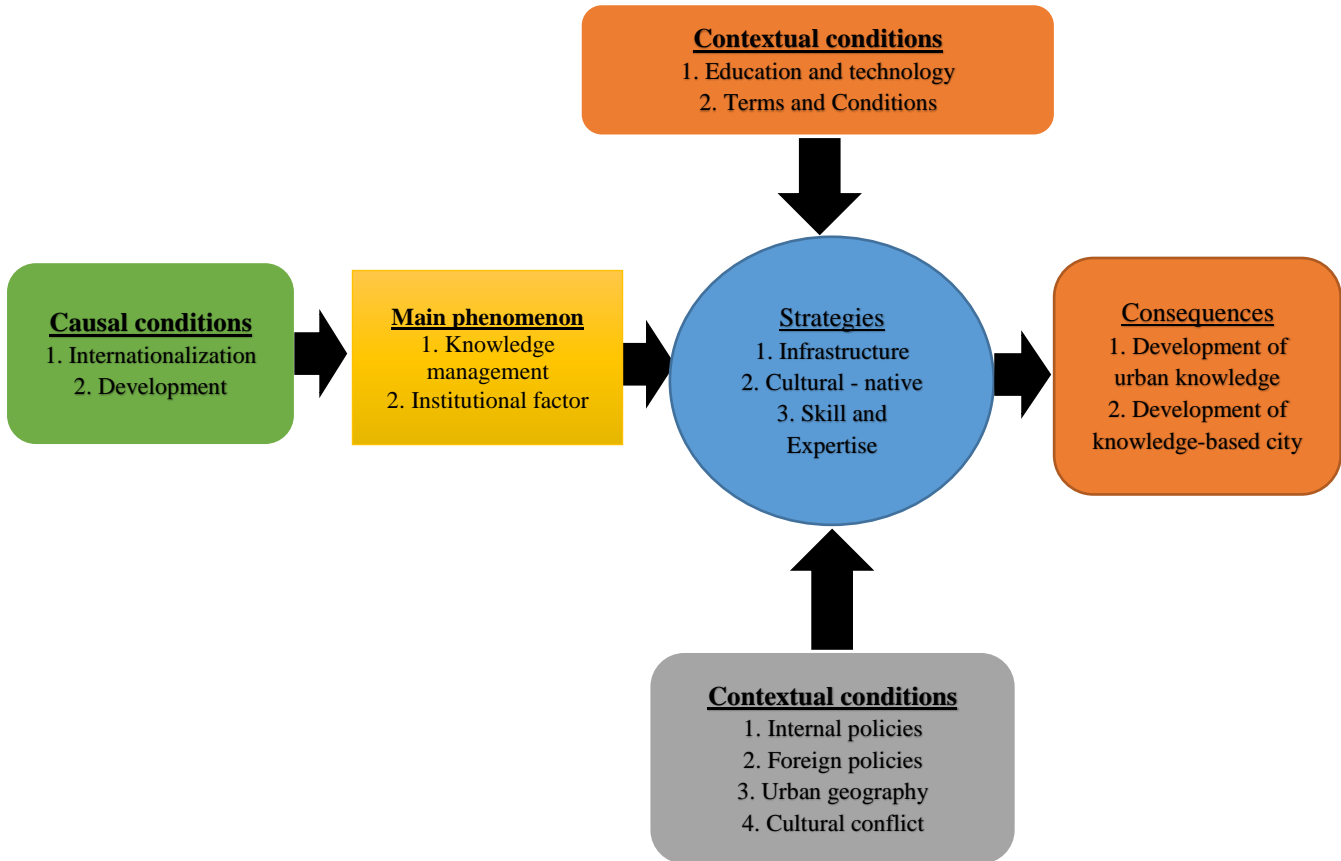 Contextual conditions
1. Education and technology
2. Terms and Conditions
Causal conditions
1. Internationalization
2. Development
Main phenomenon
1. Knowledge
management
2. Institutional factor
Strategies
1. Infrastructure
2. Cultural - native
3. Skill and
Expertise
Consequences
1. Development of
urban knowledge
2. Development of
knowledge-based city
Contextual conditions
1. Internal policies
2. Foreign policies
3. Urban geography
4. Cultural conflict